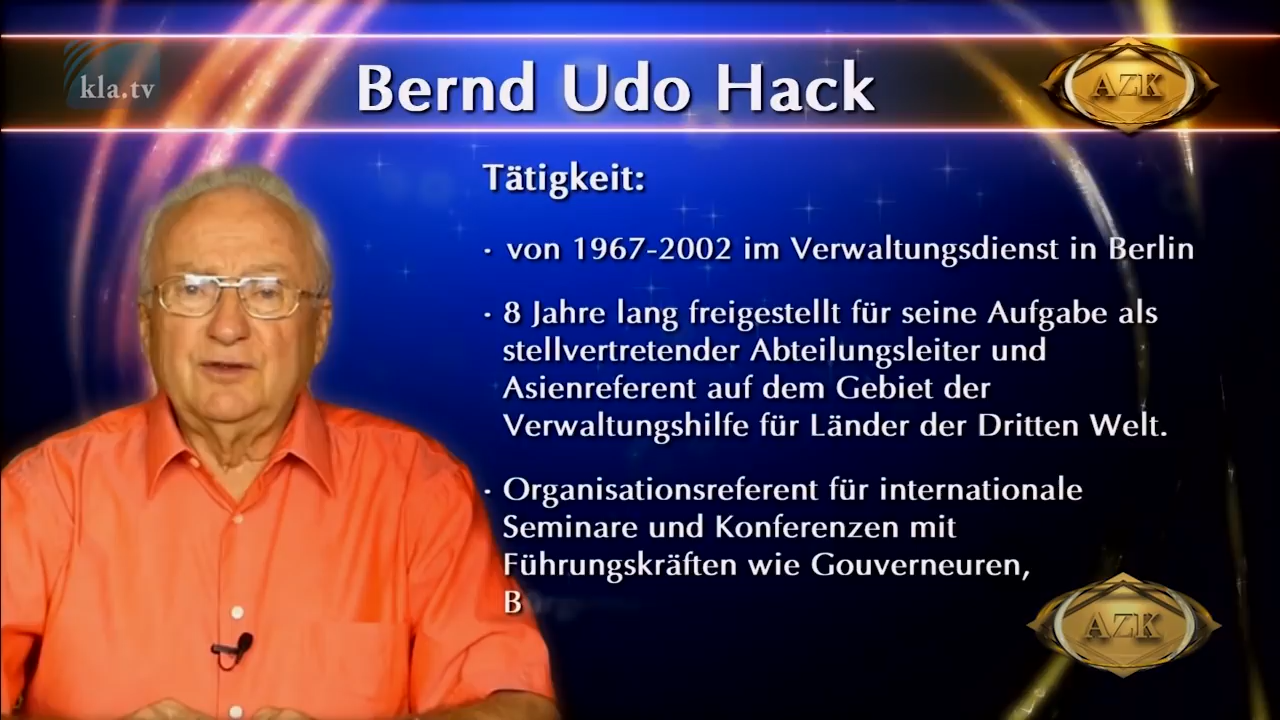 kla.tv
Bernd Udo Hack
AZK
Tätigkeit:
· von 1967-2002 im Verwaltungsdienst in Berlin
· 8 Jahre lang freigestellt für seine Aufgabe als
stellvertretender Abteilungsleiter und
Asienreferent auf dem Gebiet der
Verwaltungshilfe für Länder der Dritten Welt.
· Organisationsreferent für internationale
Seminare und Konferenzen mit
Führungskräften wie Gouverneuren,
B
AZK